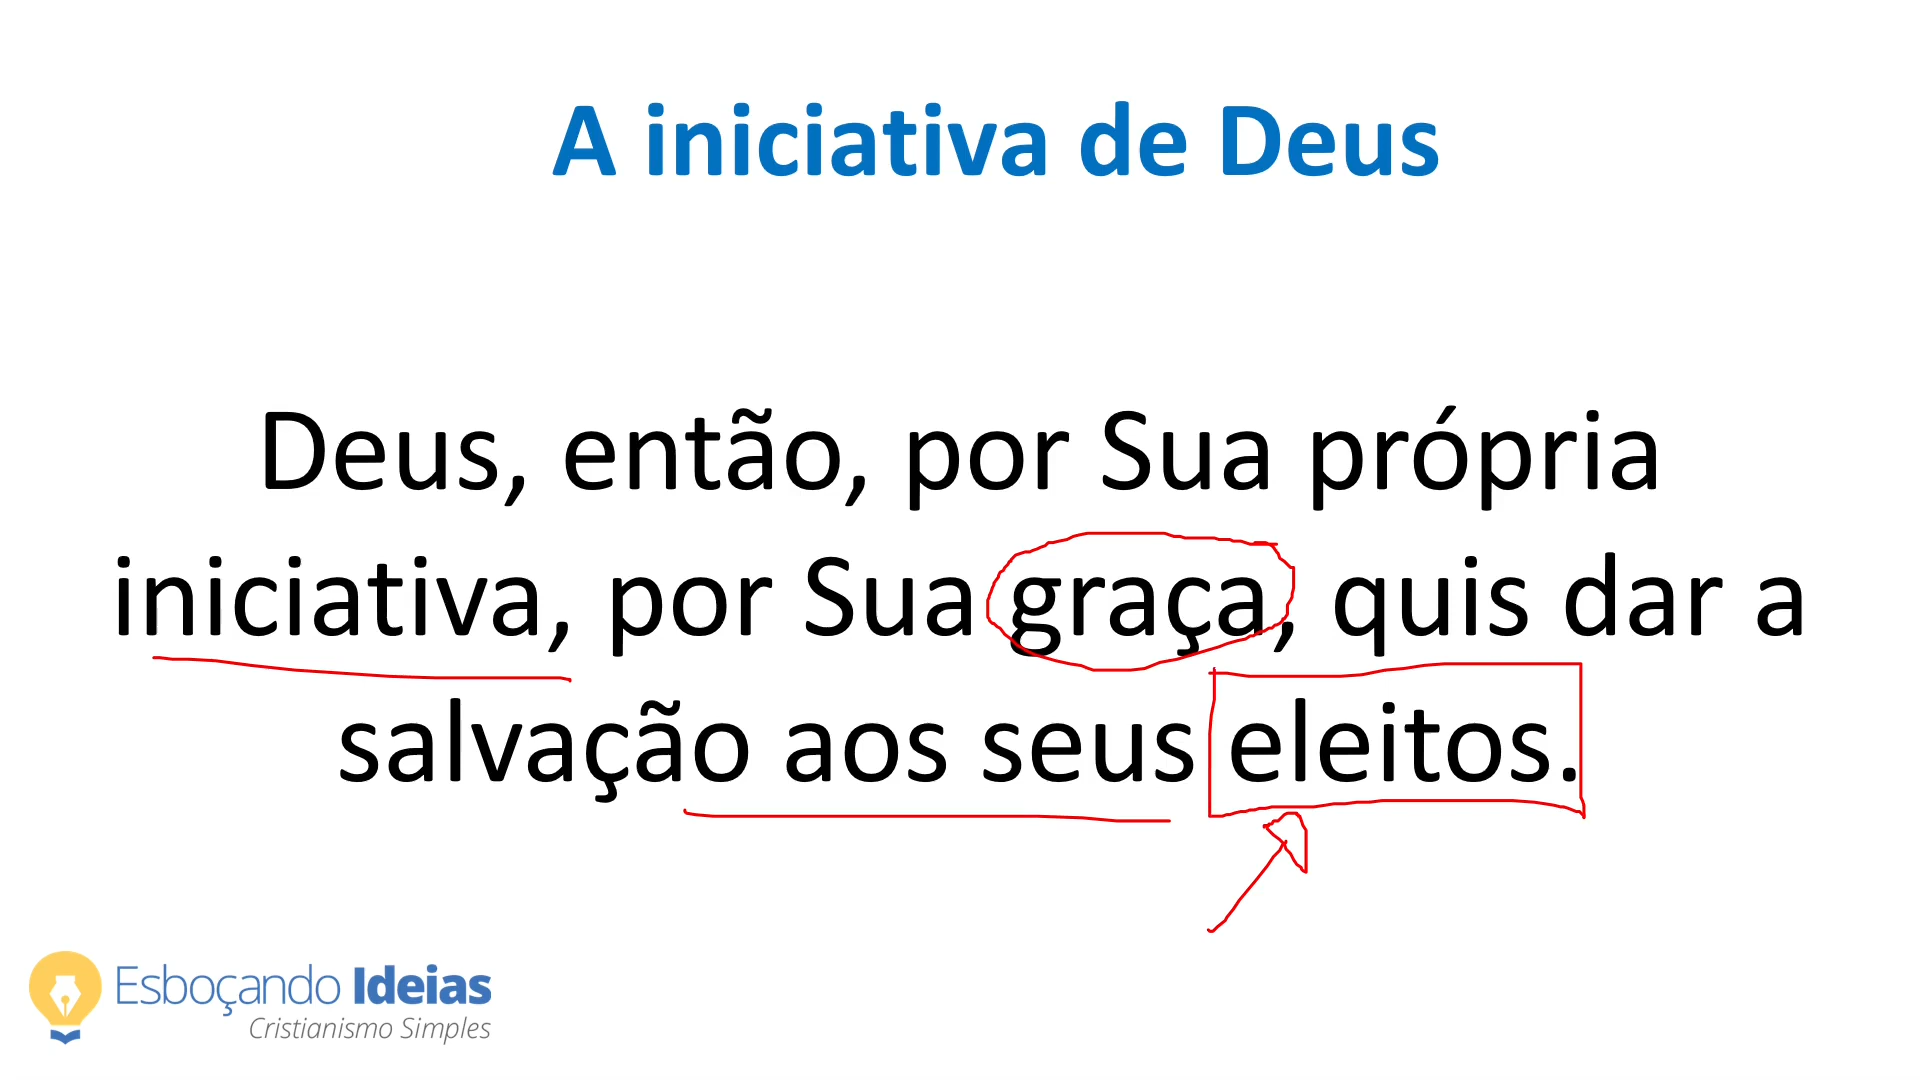 A iniciativa de Deus
Deus, então, por Sua própria
iniciativa, por Sua graça, quis dar a
salvação aos seus eleitos.
Esboçando Ideias
Cristianismo Simples